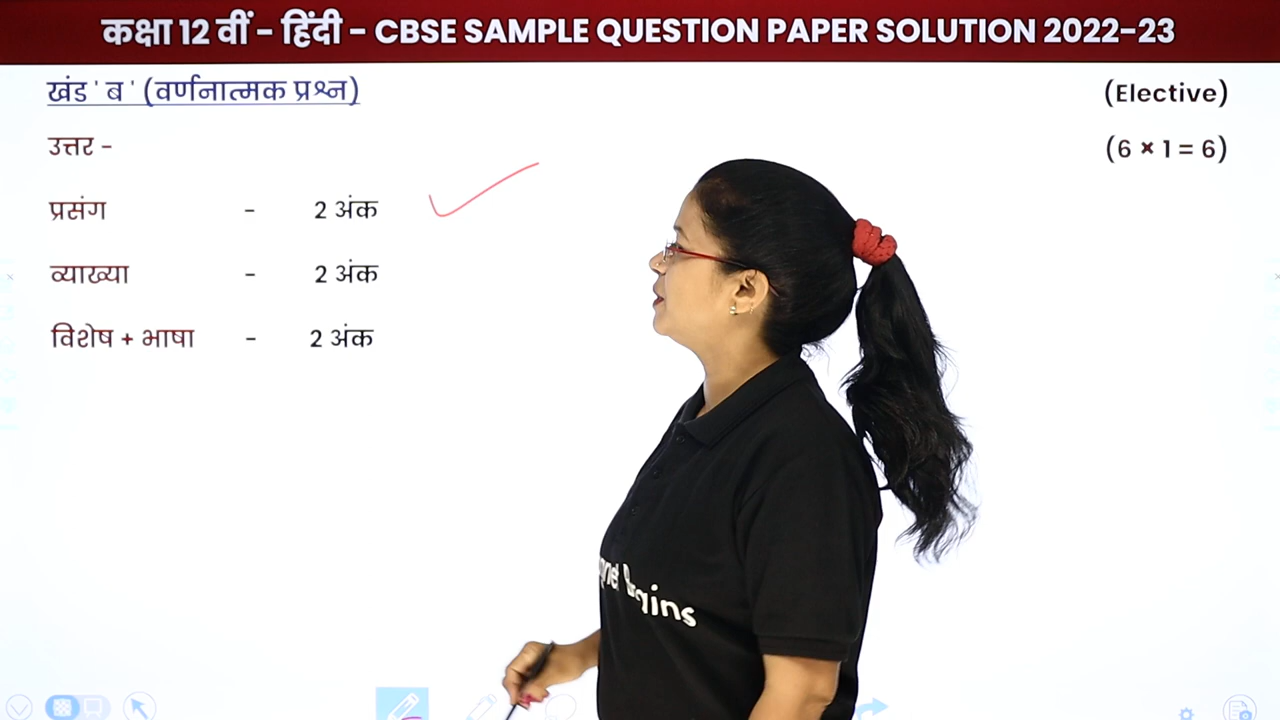 कक्षा 12 वीं – हिंदी – CBSE SAMPLE QUESTION PAPER SOLUTION 2022-23
खंड ' ब ' (वर्णनात्मक प्रश्न) (Elective)
उत्तर - (6 × 1 = 6)
प्रसंग - 2 अंक
व्याख्या - 2 अंक
विशेष + भाषा - 2 अंक